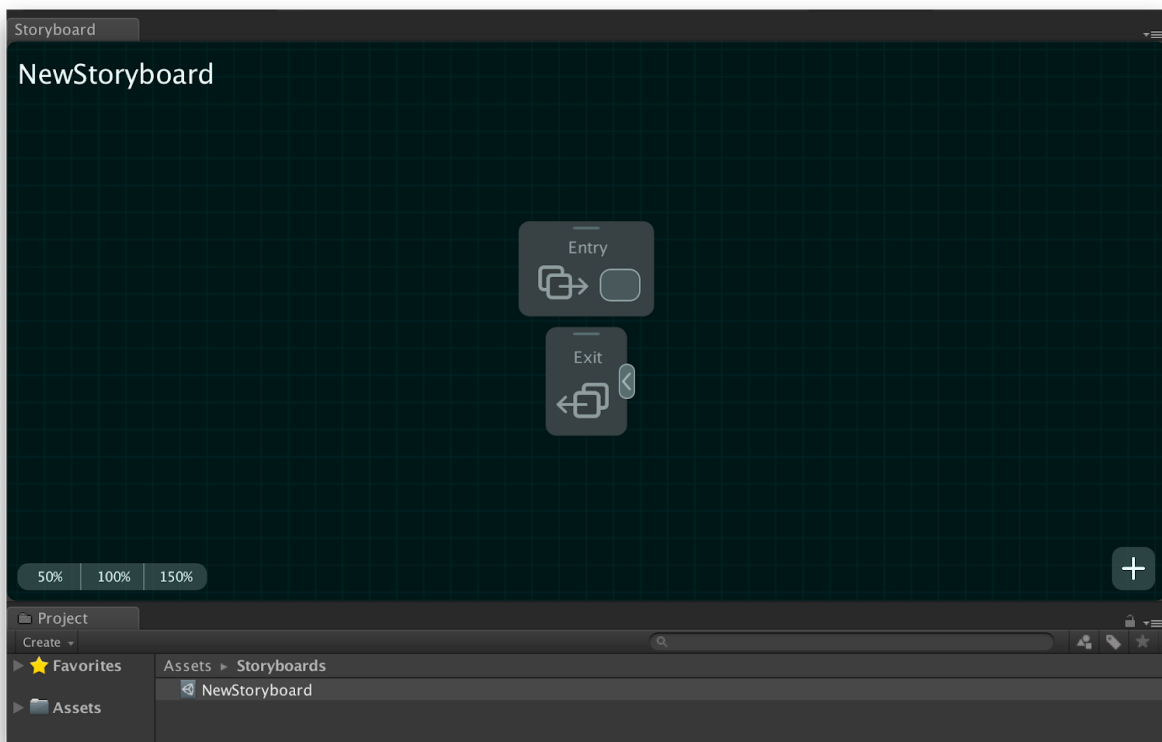 Storyboard
NewStoryboard
Entry
Exit
50% 100% 150%
Project
Create
Favorites
Assets
Assets ▸ Storyboards
NewStoryboard